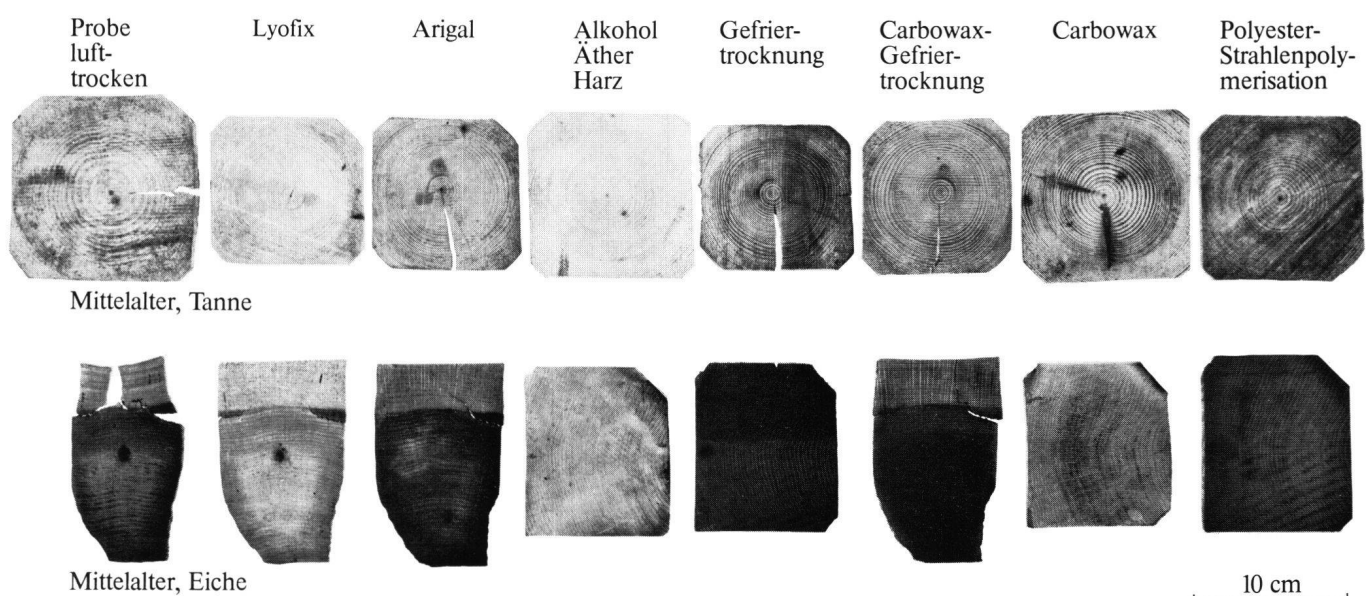 Probe
luft-
trocken
Lyofix
Arigal
Alkohol
Äther
Harz
Gefrier-
trocknung
Carbowax-
Gefrier-
trocknung
Carbowax
Polyester-
Strahlenpoly-
merisation
Mittelalter, Tanne
Mittelalter, Eiche
10 cm